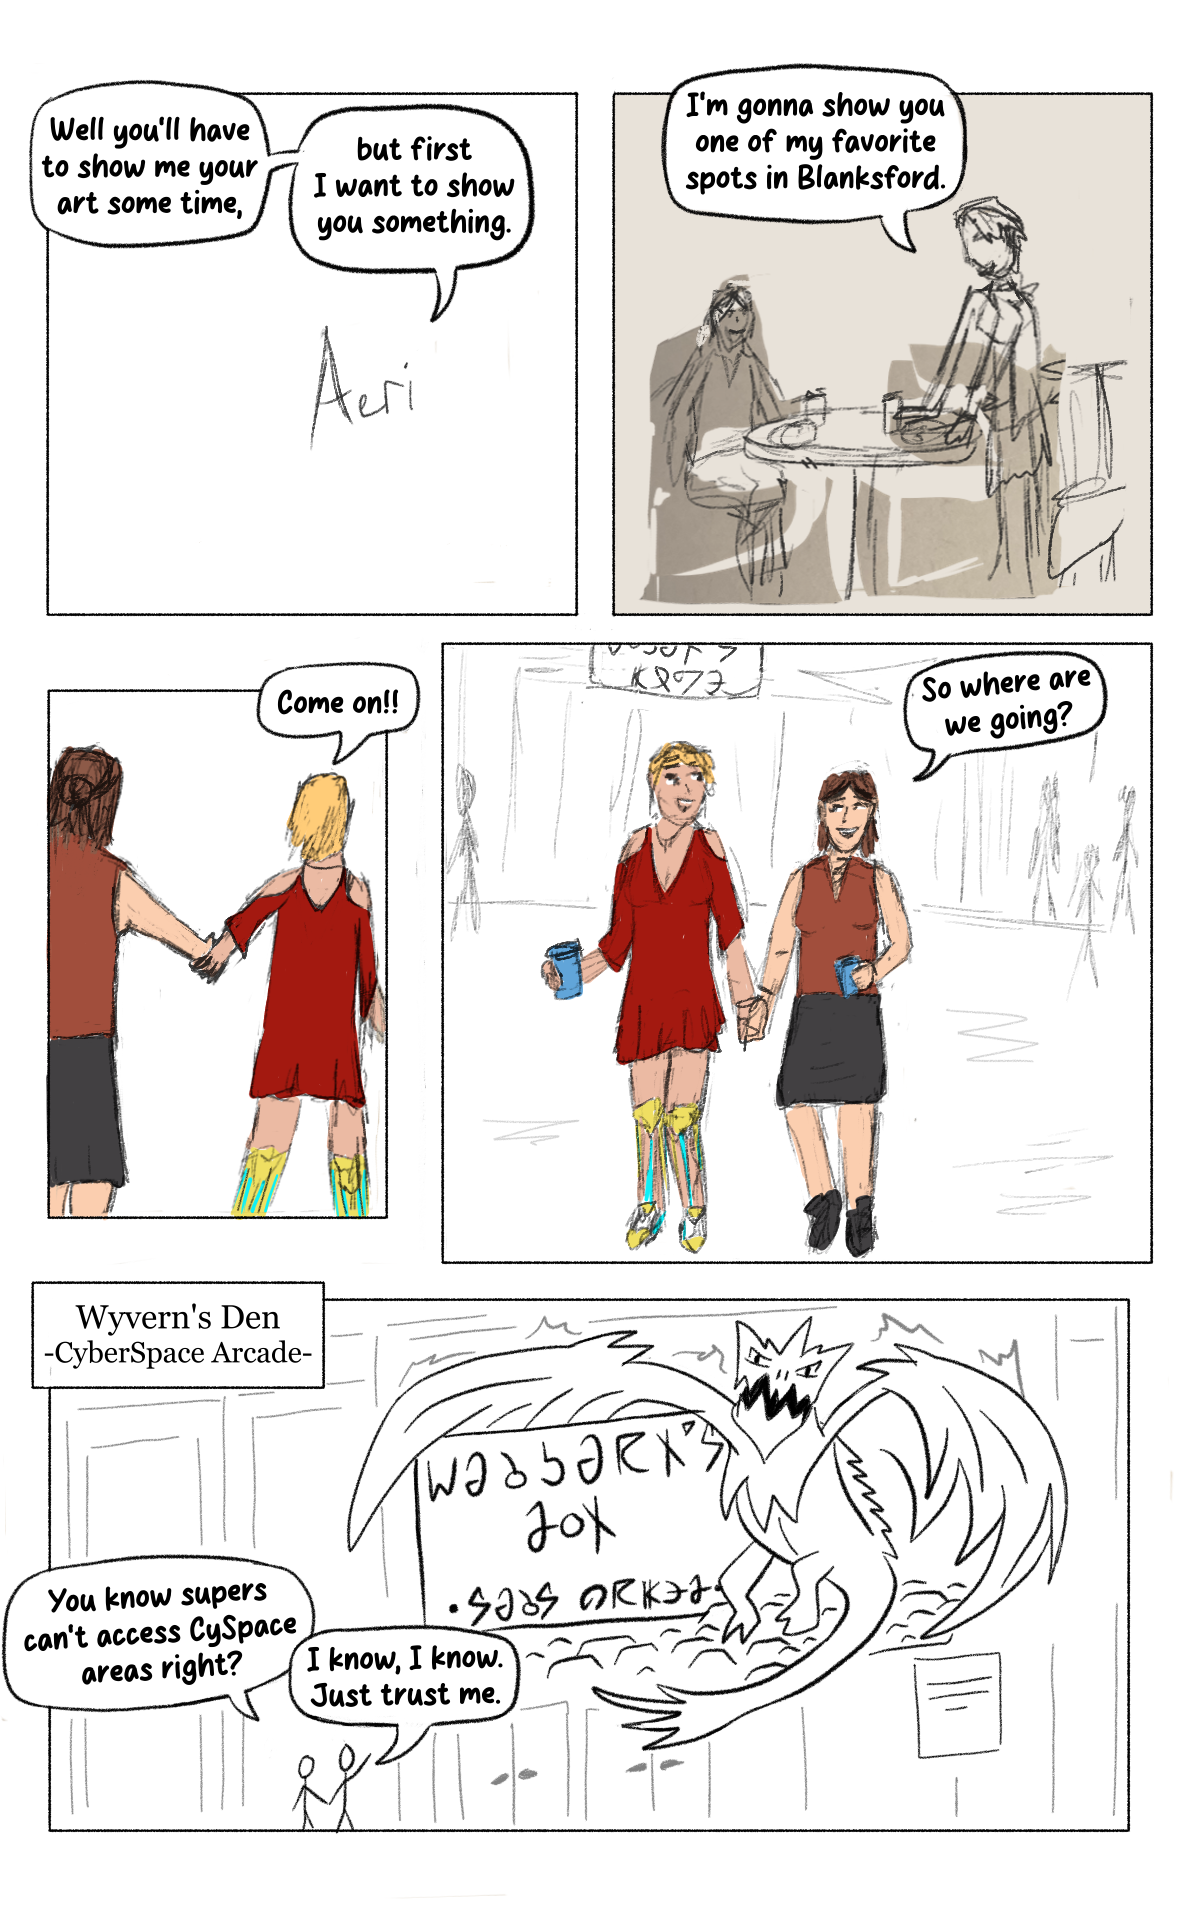 Well you'll have
to show me your
art some time,
but first
I want to show
you something.
Aeri
I'm gonna show you
one of my favorite
spots in Blanksford.
Come on!!
So where are
we going?
Wyvern's Den
-CyberSpace Arcade-
You know supers
can't access CySpace
areas right?
I know, I know.
Just trust me.